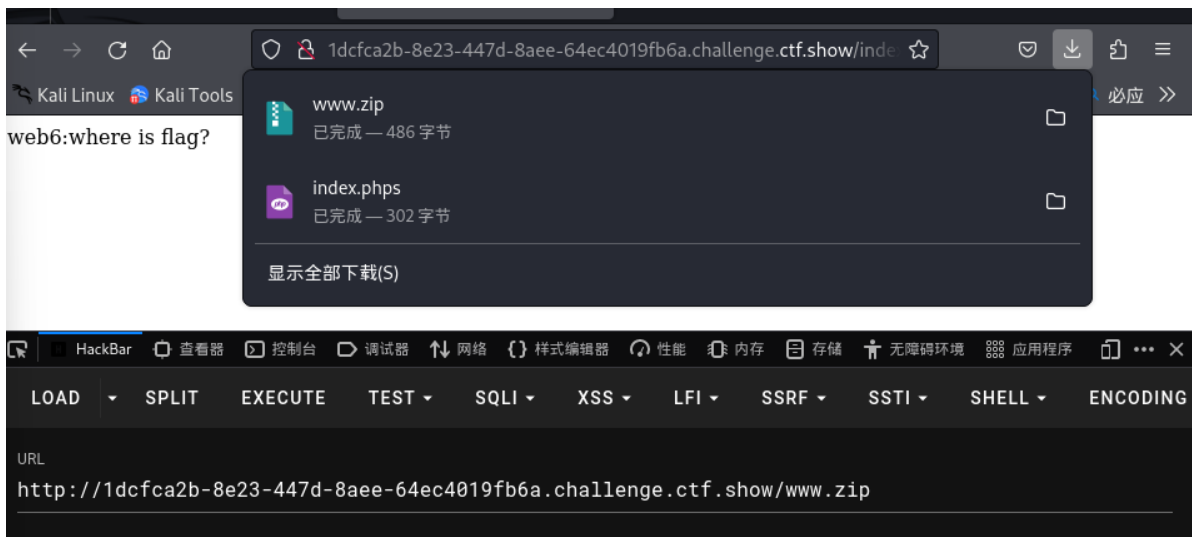 1dcfca2b-8e23-447d-8aee-64ec4019fb6a.challenge.ctf.show/inde
Kali Linux Kali Tools 必应
web6:where is flag?
www.zip
已完成 — 486 字节
index.phps
已完成 — 302 字节
显示全部下载(S)
HackBar 查看器 控制台 调试器 网络 样式编辑器 性能 内存 存储 无障碍环境 应用程序
LOAD SPLIT EXECUTE TEST SQLI XSS LFI SSRF SSTI SHELL ENCODING
URL
http://1dcfca2b-8e23-447d-8aee-64ec4019fb6a.challenge.ctf.show/www.zip